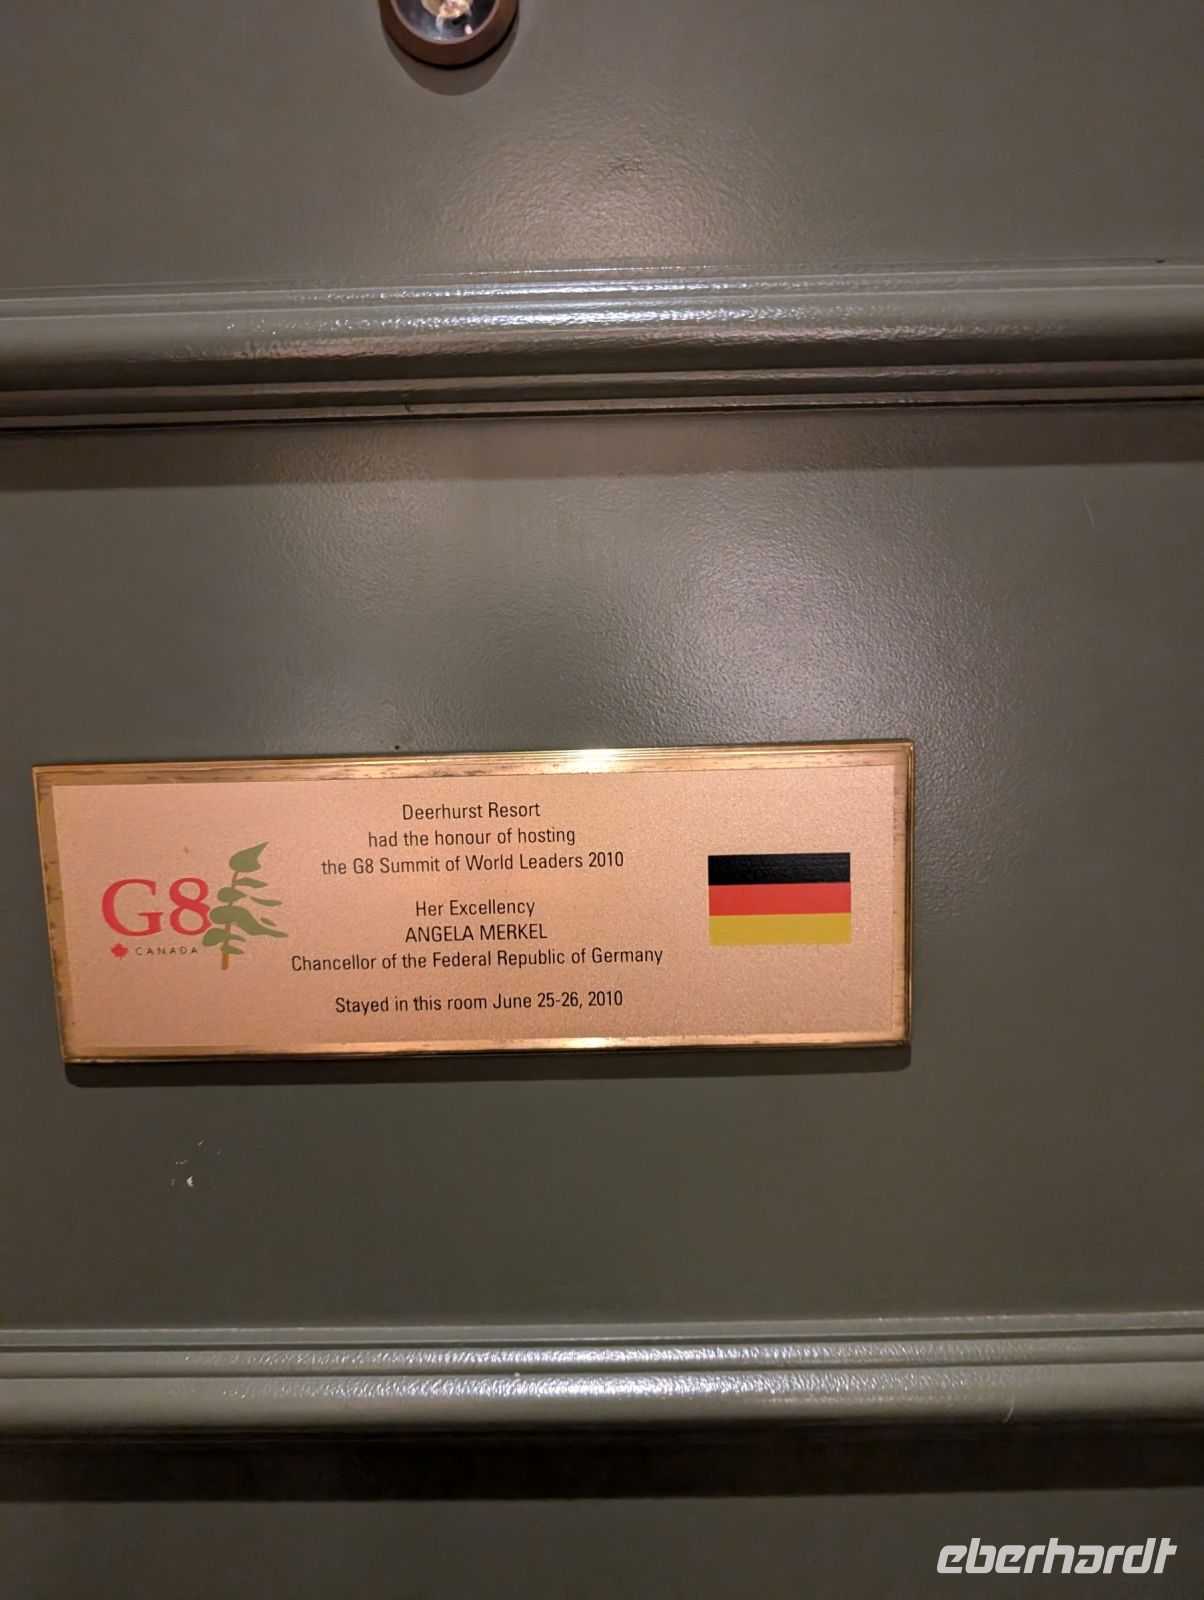 Deerhurst Resort
had the honour of hosting
the G8 Summit of World Leaders 2010
Her Excellency
ANGELA MERKEL
Chancellor of the Federal Republic of Germany
Stayed in this room June 25-26, 2010
G8
CANADA
eberhardt